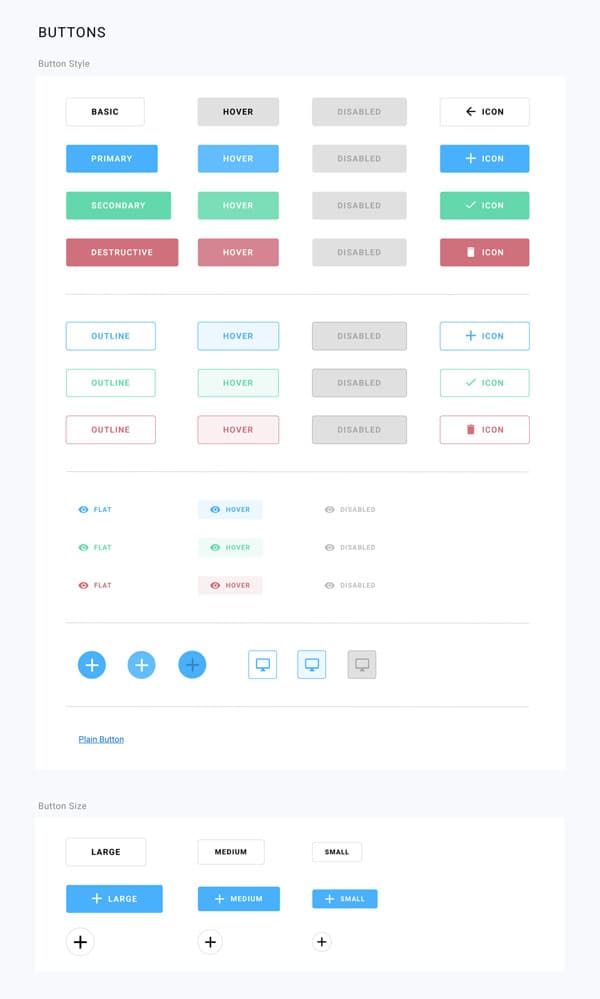 BUTTONS
Button Style
BASIC HOVER DISABLED ICON
PRIMARY HOVER DISABLED ICON
SECONDARY HOVER DISABLED ICON
DESTRUCTIVE HOVER DISABLED ICON
OUTLINE HOVER DISABLED ICON
OUTLINE HOVER DISABLED ICON
OUTLINE HOVER DISABLED ICON
FLAT HOVER DISABLED
FLAT HOVER DISABLED
FLAT HOVER DISABLED
Plain Button
Button Size
LARGE MEDIUM SMALL
LARGE MEDIUM SMALL